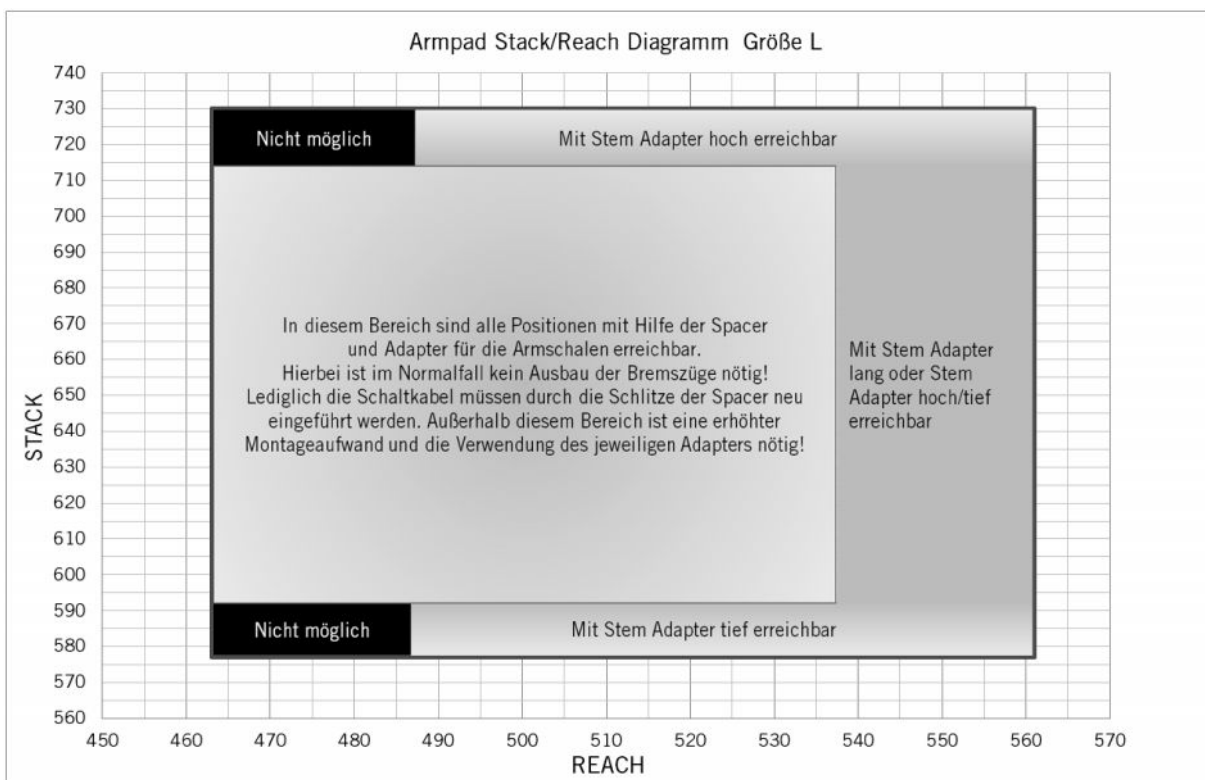 Armpad Stack/Reach Diagramm Größe L
740
730
720
710
700
690
680
670
660
650
640
630
620
610
600
590
580
570
560
STACK
Nicht möglich
Mit Stem Adapter hoch erreichbar
In diesem Bereich sind alle Positionen mit Hilfe der Spacer
und Adapter für die Armschalen erreichbar.
Hierbei ist im Normalfall kein Ausbau der Bremszüge nötig!
Lediglich die Schaltkabel müssen durch die Schlitze der Spacer neu
eingeführt werden. Außerhalb diesem Bereich ist eine erhöhter
Montageaufwand und die Verwendung des jeweiligen Adapters nötig!
Mit Stem Adapter
lang oder Stem
Adapter hoch/tief
erreichbar
Nicht möglich
Mit Stem Adapter tief erreichbar
450 460 470 480 490 500 510 520 530 540 550 560 570
REACH